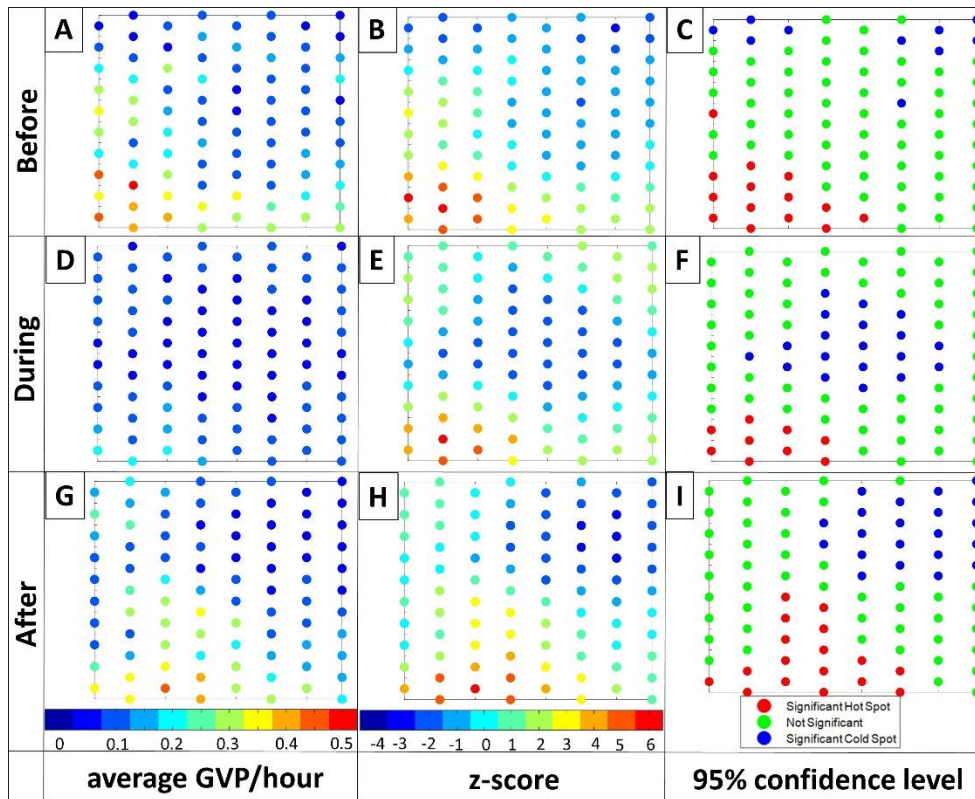 Before
A
B
C
During
D
E
F
After
G
H
I
0 0.1 0.2 0.3 0.4 0.5
-4 -3 -2 -1 0 1 2 3 4 5 6
Significant Hot Spot
Not Significant
Significant Cold Spot
average GVP/hour
z-score
95% confidence level